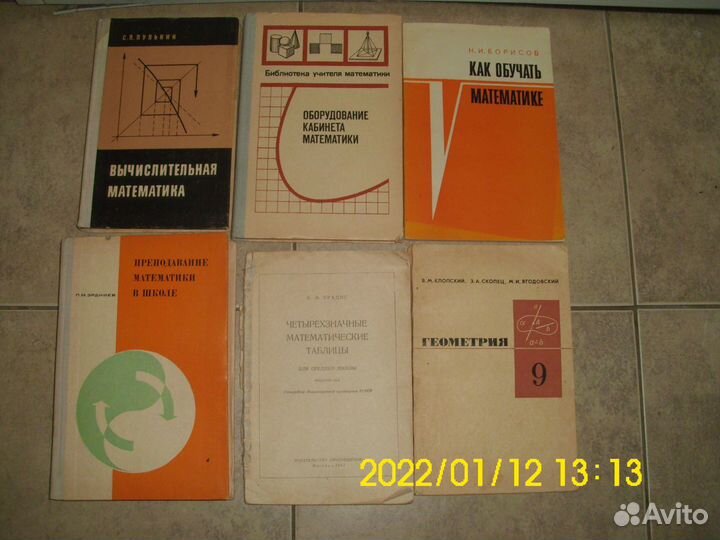 С.П.ПУЛЬКИН
ВЫЧИСЛИТЕЛЬНАЯ
МАТЕМАТИКА
Библиотека учителя математики
ОБОРУДОВАНИЕ
КАБИНЕТА
МАТЕМАТИКИ
Н.И.БОРИСОВ
КАК ОБУЧАТЬ
МАТЕМАТИКЕ
П.М.ЭРДНИЕВ
ПРЕПОДАВАНИЕ
МАТЕМАТИКИ
В ШКОЛЕ
В. М. БРАДИС
ЧЕТЫРЕХЗНАЧНЫЕ
МАТЕМАТИЧЕСКИЕ
ТАБЛИЦЫ
ДЛЯ СРЕДНЕЙ ШКОЛЫ
В.М.КЛОПСКИЙ, З.А.СКОПЕЦ, М.И.ЯГОДОВСКИЙ
ГЕОМЕТРИЯ
9
2022/01/12 13:13
Avito